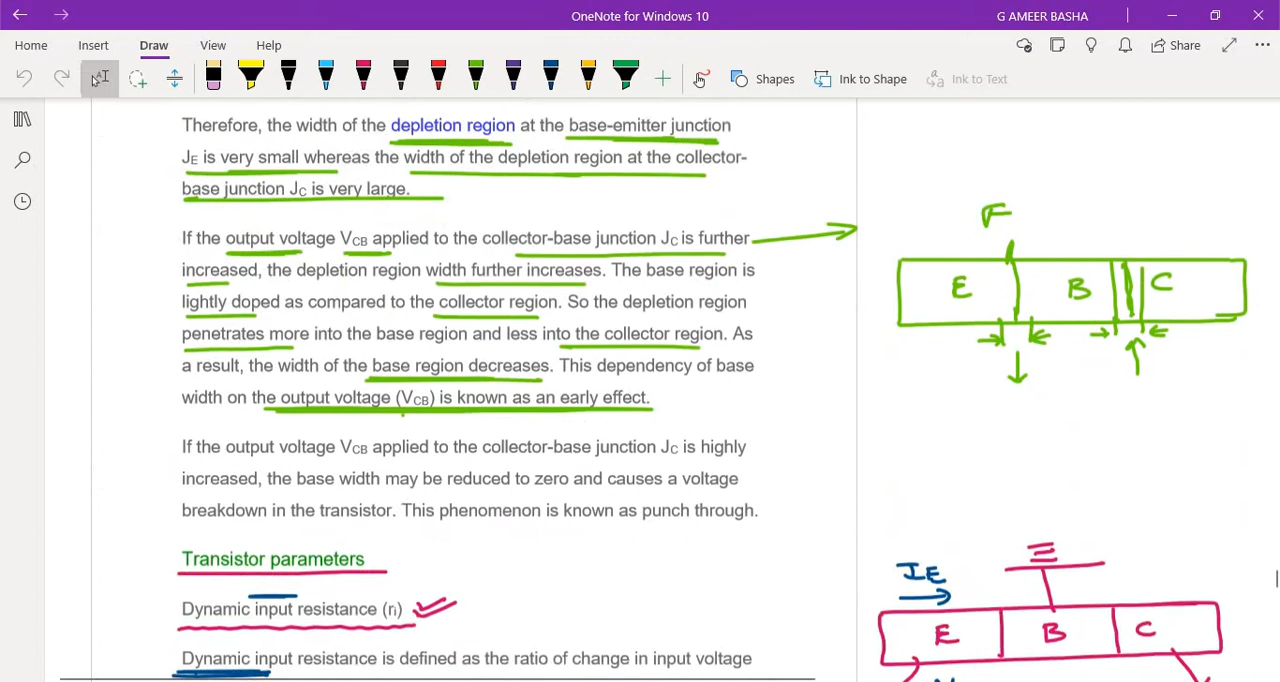 OneNote for Windows 10
G AMEER BASHA
Home Insert Draw View Help
Share
Shapes
Ink to Shape
Ink to Text
Therefore, the width of the depletion region at the base-emitter junction
JE is very small whereas the width of the depletion region at the collector-
base junction JC is very large.
If the output voltage VCB applied to the collector-base junction JC is further
increased, the depletion region width further increases. The base region is
lightly doped as compared to the collector region. So the depletion region
penetrates more into the base region and less into the collector region. As
a result, the width of the base region decreases. This dependency of base
width on the output voltage (VCB) is known as an early effect.
If the output voltage VCB applied to the collector-base junction JC is highly
increased, the base width may be reduced to zero and causes a voltage
breakdown in the transistor. This phenomenon is known as punch through.
Transistor parameters
Dynamic input resistance (ri)
Dynamic input resistance is defined as the ratio of change in input voltage
F
E B C
IE
E B C